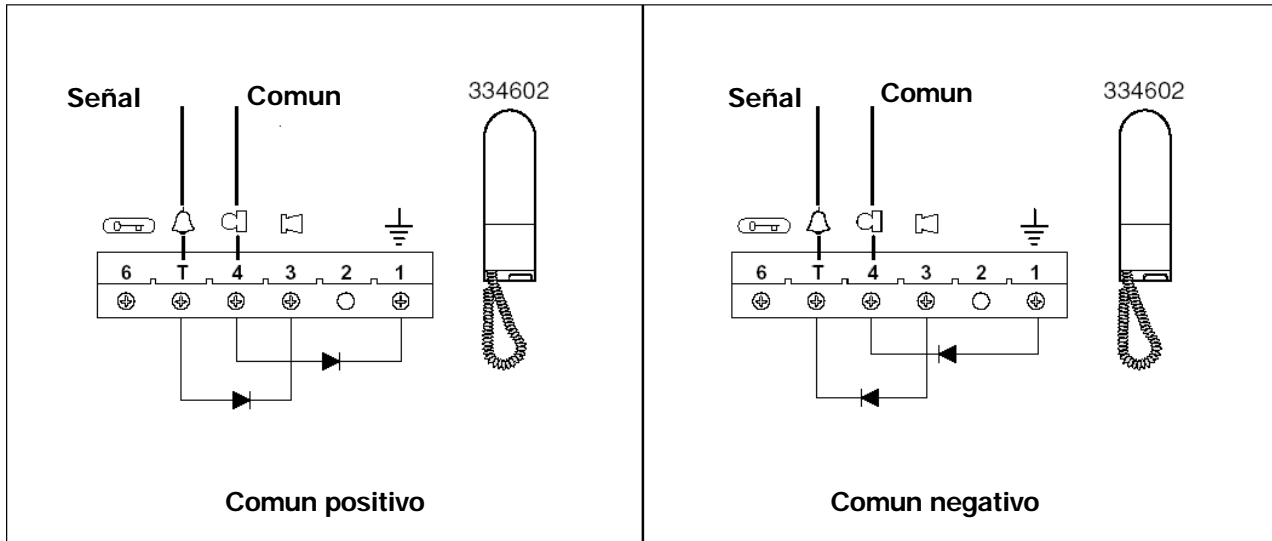 Señal Comun 334602
6 T 4 3 2 1
Comun positivo
Señal Comun 334602
6 T 4 3 2 1
Comun negativo